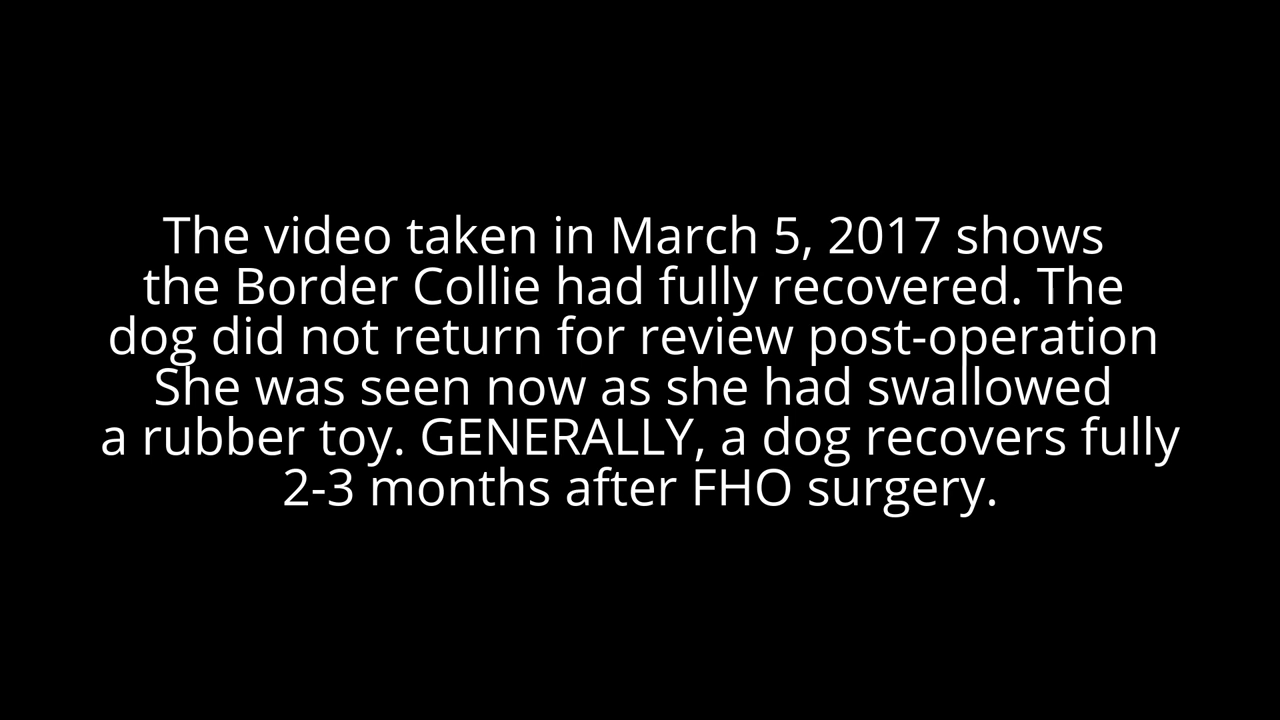 The video taken in March 5, 2017 shows
the Border Collie had fully recovered. The
dog did not return for review post-operation
She was seen now as she had swallowed
a rubber toy. GENERALLY, a dog recovers fully
2-3 months after FHO surgery.